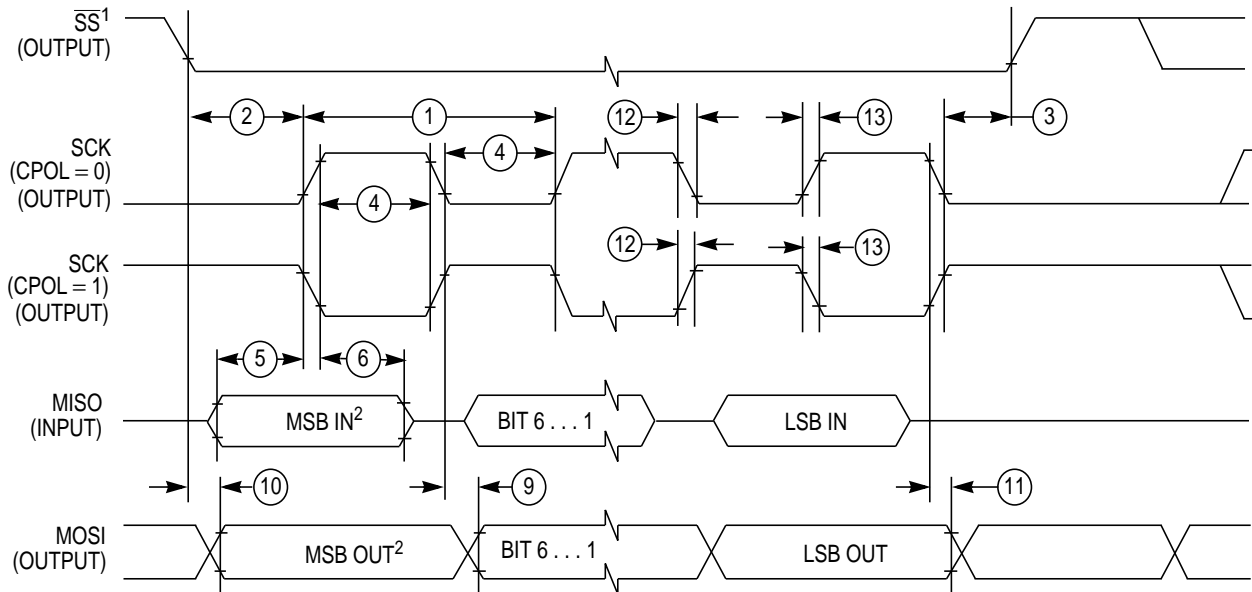 SS¹
(OUTPUT)
2
1
12
13
3
SCK
(CPOL = 0)
(OUTPUT)
4
4
SCK
(CPOL = 1)
(OUTPUT)
12
13
5
6
MISO
(INPUT)
MSB IN²
BIT 6 . . . 1
LSB IN
10
9
11
MOSI
(OUTPUT)
MSB OUT²
BIT 6 . . . 1
LSB OUT